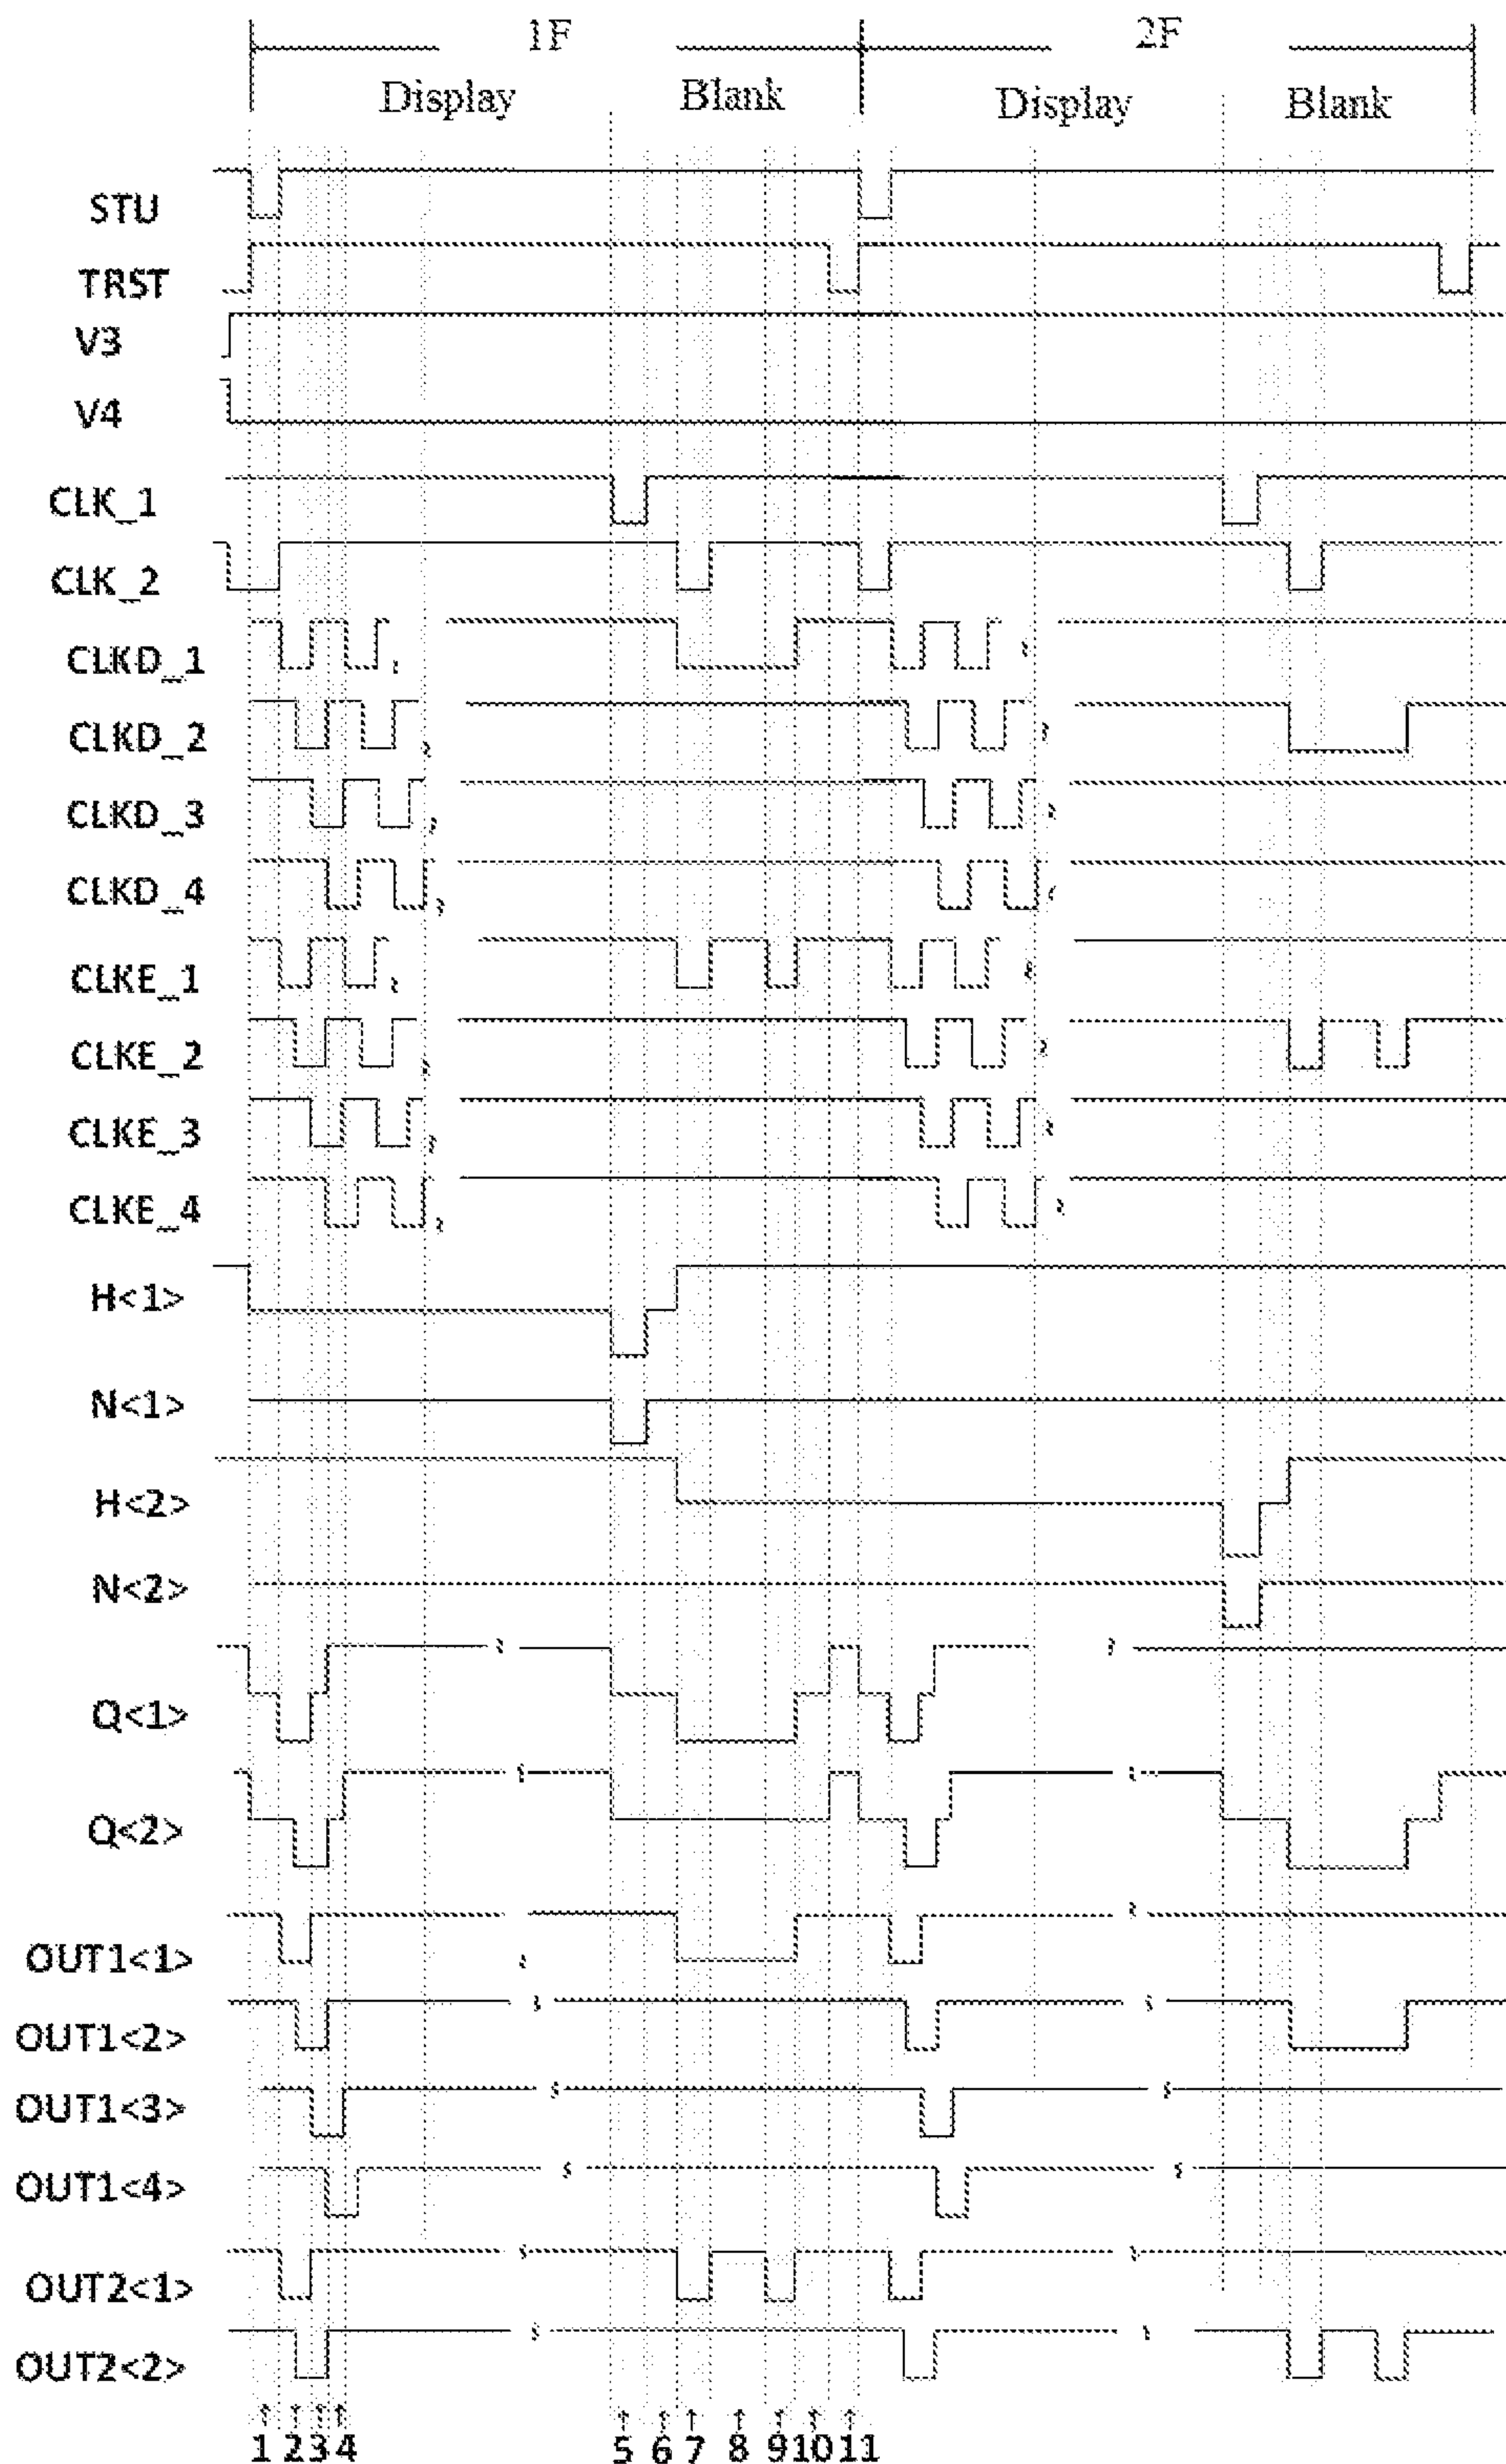 1F 2F
Display Blank Display Blank
STU
TRST
V3
V4
CLK_1
CLK_2
CLKD_1
CLKD_2
CLKD_3
CLKD_4
CLKE_1
CLKE_2
CLKE_3
CLKE_4
H<1>
N<1>
H<2>
N<2>
Q<1>
Q<2>
OUT1<1>
OUT1<2>
OUT1<3>
OUT1<4>
OUT2<1>
OUT2<2>
1 2 3 4 5 6 7 8 9 10 11